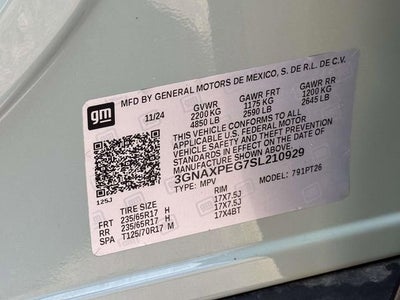 gm
MFD BY GENERAL MOTORS DE MEXICO, S. DE R.L. DE C.V.
11/24 GVWR GAWR FRT GAWR RR
2200 KG 1175 KG 1200 KG
4850 LB 2590 LB 2645 LB
THIS VEHICLE CONFORMS TO ALL
APPLICABLE U.S. FEDERAL MOTOR
VEHICLE SAFETY AND THEFT PREVENTION
STANDARDS IN EFFECT ON THE DATE OF
MANUFACTURE SHOWN ABOVE.
3GNAXPEG7SL210929
TYPE: MPV MODEL: 791PT26
125J
TIRE SIZE RIM
FRT 235/65R17 H 17X7.5J
RR 235/65R17 H 17X7.5J
SPA T125/70R17 M 17X4BT